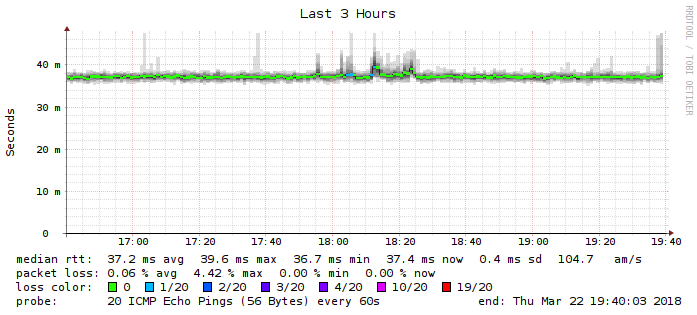 Last 3 Hours
RRDTOOL / TOBI OETIKER
Seconds
40 m
30 m
20 m
10 m
0
17:00 17:20 17:40 18:00 18:20 18:40 19:00 19:20 19:40
median rtt: 37.2 ms avg 39.6 ms max 36.7 ms min 37.4 ms now 0.4 ms sd 104.7 am/s
packet loss: 0.06 % avg 4.42 % max 0.00 % min 0.00 % now
loss color: 0 1/20 2/20 3/20 4/20 10/20 19/20
probe: 20 ICMP Echo Pings (56 Bytes) every 60s end: Thu Mar 22 19:40:03 2018